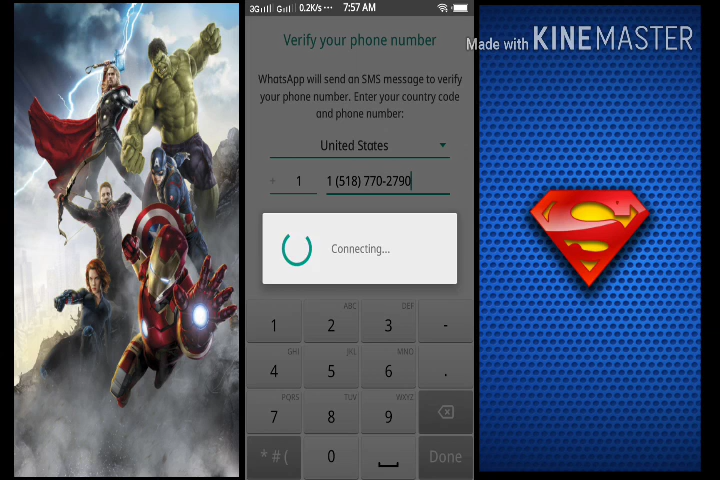 3G G 0.2K/s ··· 7:57 AM
Verify your phone number
Made with KINEMASTER
WhatsApp will send an SMS message to verify
your phone number. Enter your country code
and phone number:
United States
+ 1 1 (518) 770-2790
Connecting...
1 2 ABC 3 DEF -
4 GHI 5 JKL 6 MNO .
7 PQRS 8 TUV 9 WXYZ
* # ( 0 Done